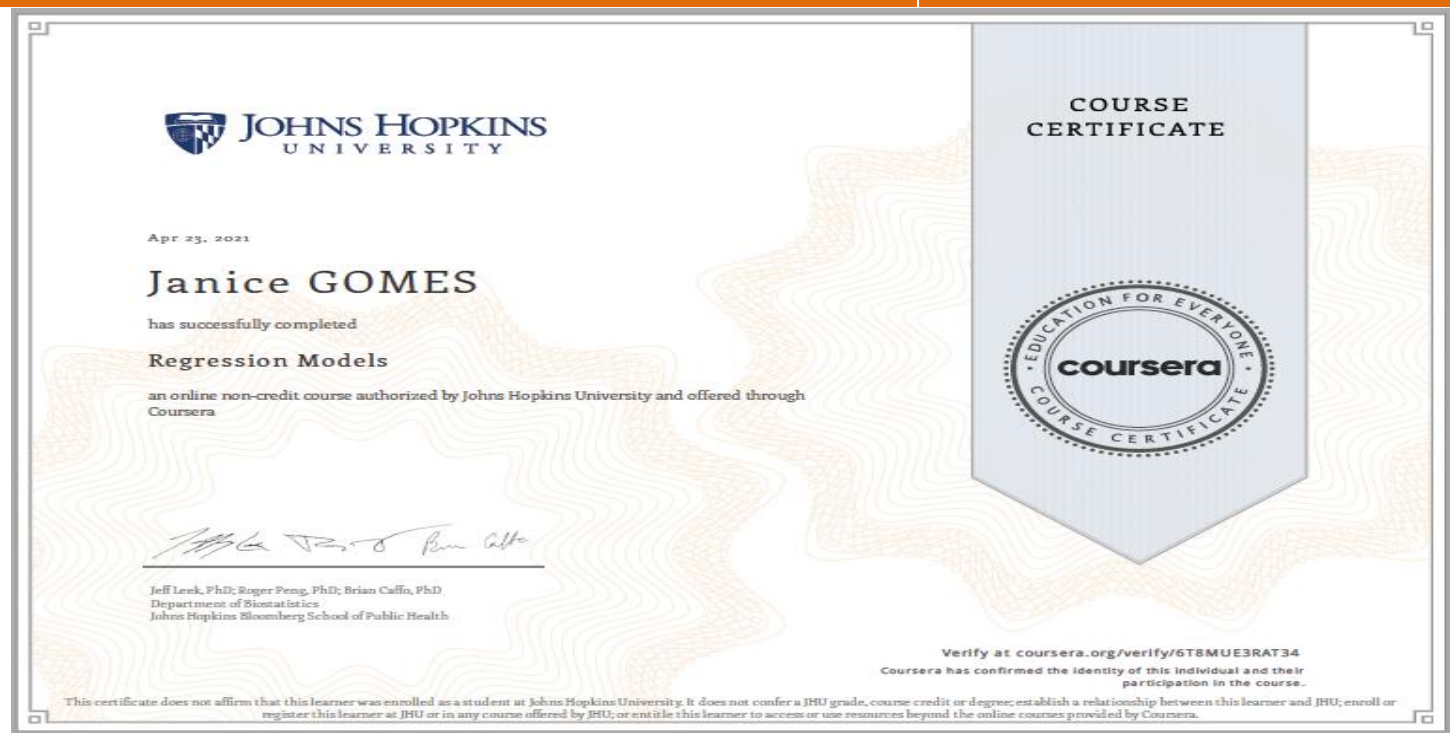 JOHNS HOPKINS
UNIVERSITY
COURSE
CERTIFICATE
Apr 23, 2021
Janice GOMES
has successfully completed
Regression Models
an online non-credit course authorized by Johns Hopkins University and offered through
Coursera
EDUCATION FOR EVERYONE
coursera
COURSE CERTIFICATE
Jeff Leek, PhD; Roger Peng, PhD; Brian Caffo, PhD
Department of Biostatistics
Johns Hopkins Bloomberg School of Public Health
Verify at coursera.org/verify/6T8MUE3RAT34
Coursera has confirmed the identity of this individual and their
participation in the course.
This certificate does not affirm that this learner was enrolled as a student at Johns Hopkins University. It does not confer a JHU grade, course credit or degree; establish a relationship between this learner and JHU; enroll or
register this learner at JHU or in any course offered by JHU; or entitle this learner to access or use resources beyond the online courses provided by Coursera.